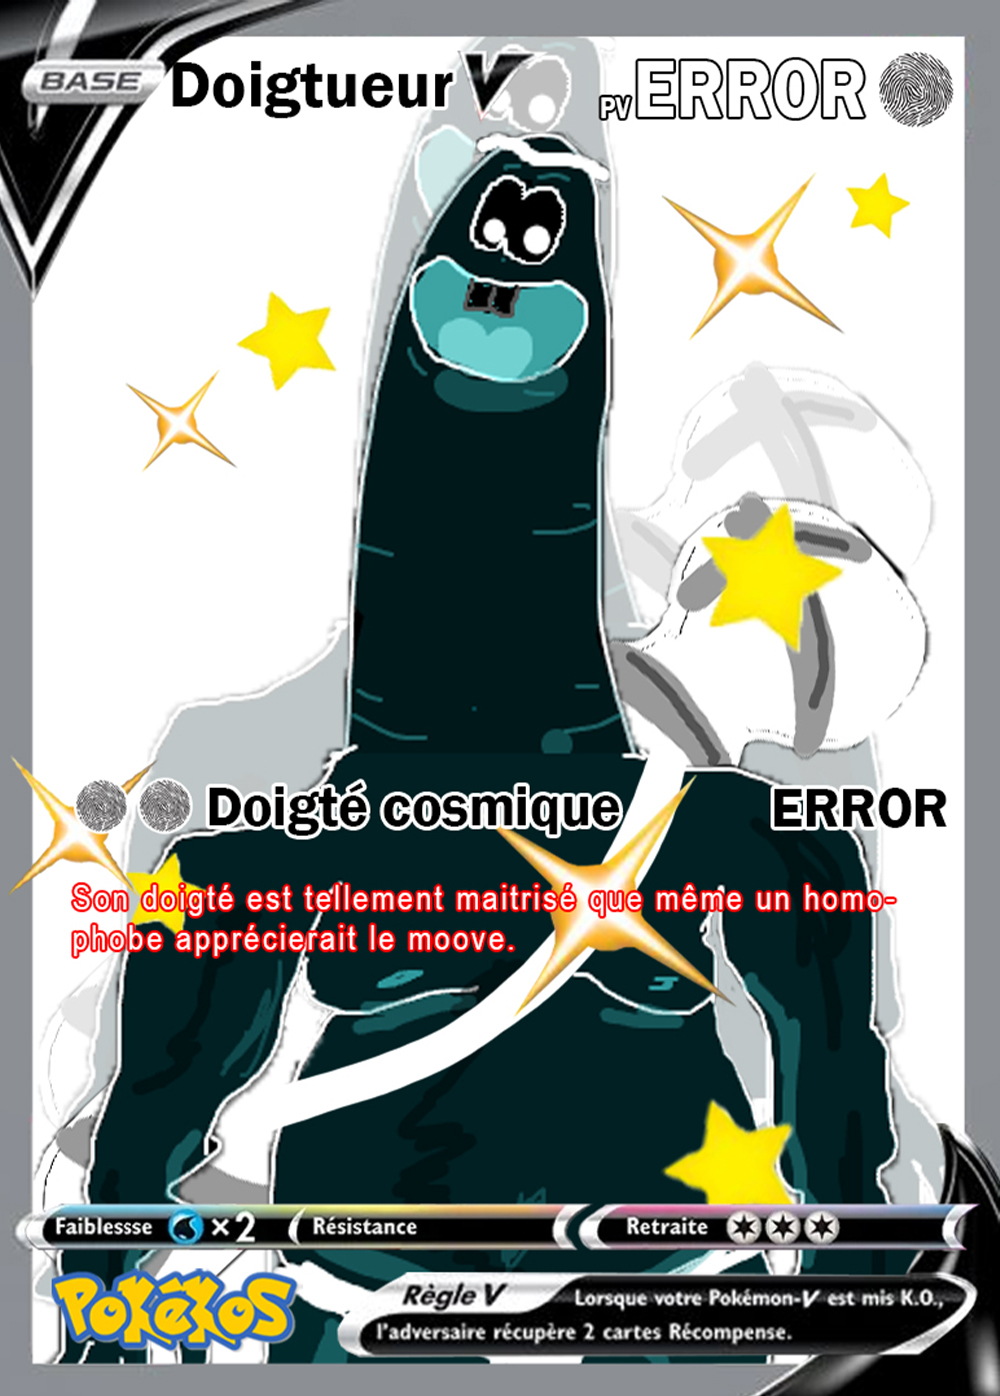 BASE Doigtueur V PV ERROR
Doigté cosmique ERROR
Son doigté est tellement maitrisé que même un homo-
phobe apprécierait le moove.
Faiblessse ×2 Résistance Retraite
POKéKOS
Règle V Lorsque votre Pokémon-V est mis K.O.,
l'adversaire récupère 2 cartes Récompense.